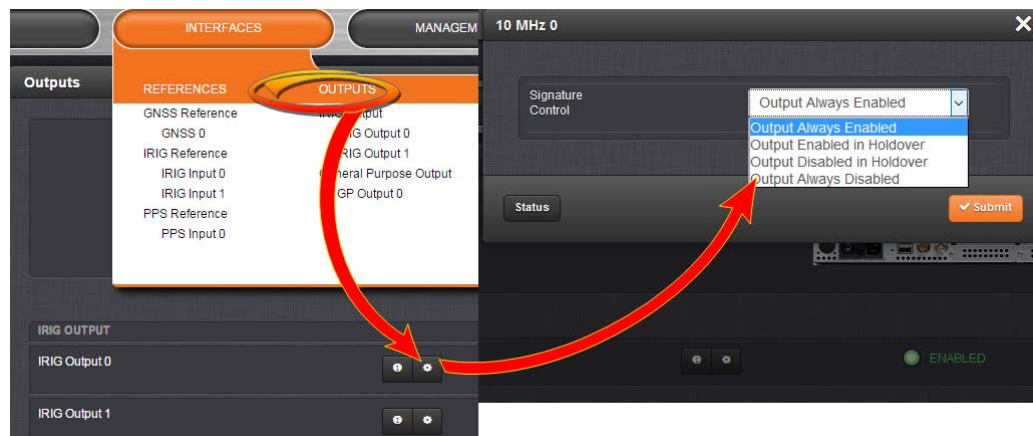 INTERFACES
MANAGEM
Outputs
REFERENCES
OUTPUTS
GNSS Reference
GNSS 0
IRIG Reference
IRIG Input 0
IRIG Input 1
PPS Reference
PPS Input 0
IRIG Output 0
IRIG Output 1
Purpose Output
GP Output 0
IRIG OUTPUT
IRIG Output 0
IRIG Output 1
10 MHz 0
Signature
Control
Output Always Enabled
Output Always Enabled
Output Enabled in Holdover
Output Disabled in Holdover
Output Always Disabled
Status
Submit
ENABLED